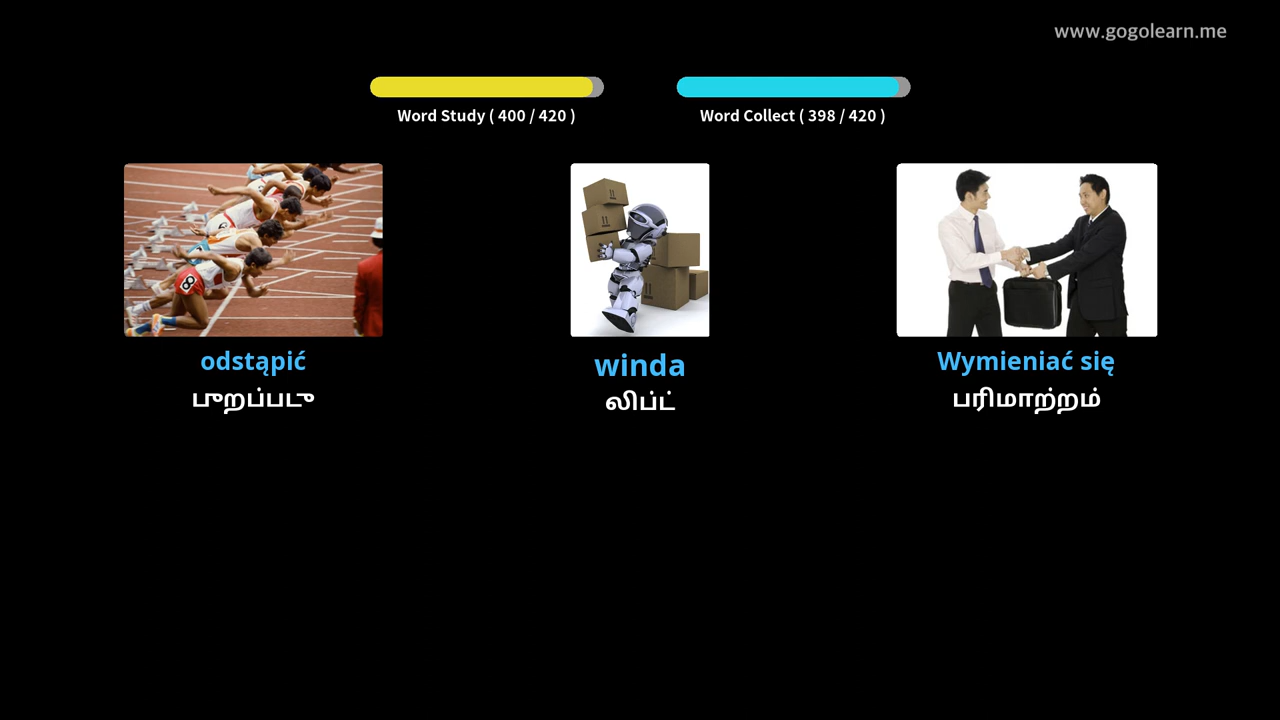 www.gogolearn.me
Word Study ( 400 / 420 )
Word Collect ( 398 / 420 )
odstąpić
புறப்படு
winda
லிப்ட்
Wymieniać się
பரிமாற்றம்
8